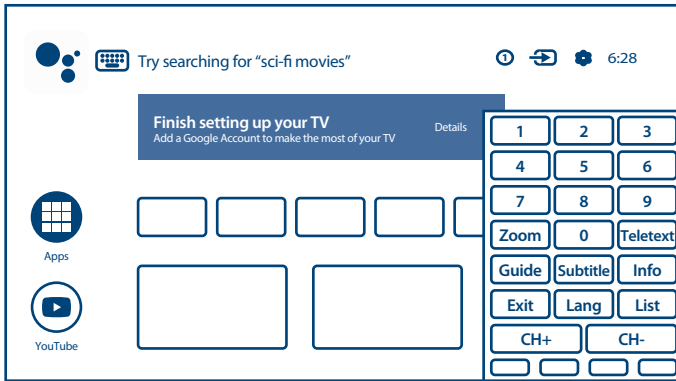 Try searching for “sci-fi movies”
1 6:28
Finish setting up your TV
Add a Google Account to make the most of your TV
Details
1 2 3
4 5 6
7 8 9
Zoom 0 Teletext
Guide Subtitle Info
Exit Lang List
CH+ CH-
Apps
YouTube